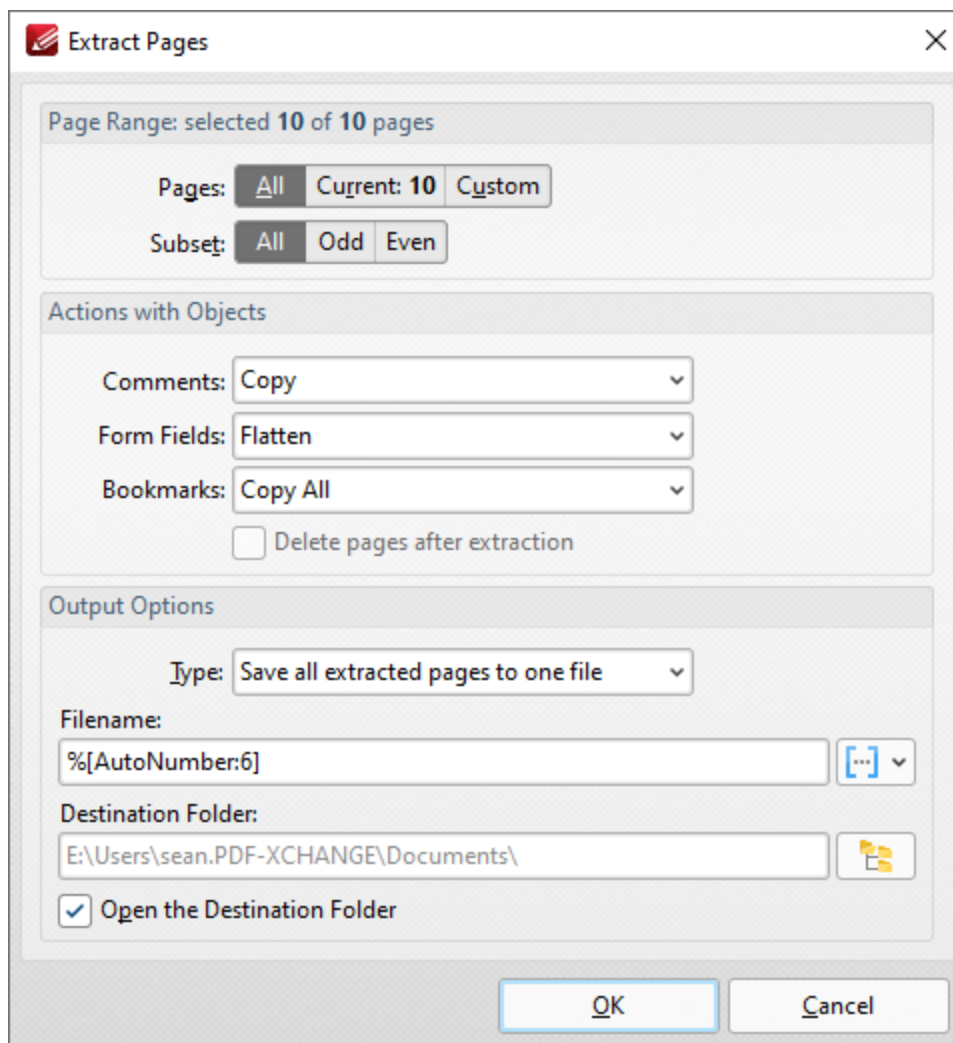 Extract Pages
Page Range: selected 10 of 10 pages
Pages: All Current: 10 Custom
Subset: All Odd Even
Actions with Objects
Comments: Copy
Form Fields: Flatten
Bookmarks: Copy All
Delete pages after extraction
Output Options
Type: Save all extracted pages to one file
Filename:
%[AutoNumber:6]
Destination Folder:
E:\Users\sean.PDF-XCHANGE\Documents\
Open the Destination Folder
OK Cancel